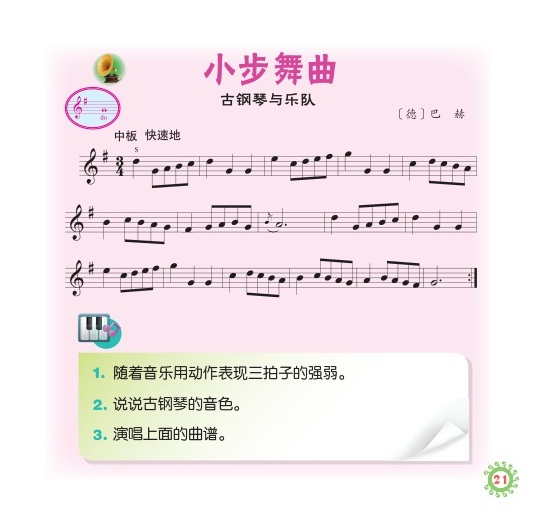 小步舞曲
古钢琴与乐队
〔德〕巴 赫
do
中板 快速地
S
3
4
1. 随着音乐用动作表现三拍子的强弱。
2. 说说古钢琴的音色。
3. 演唱上面的曲谱。
21